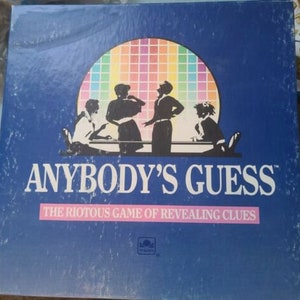 ANYBODY'S GUESS™
THE RIOTOUS GAME OF REVEALING CLUES